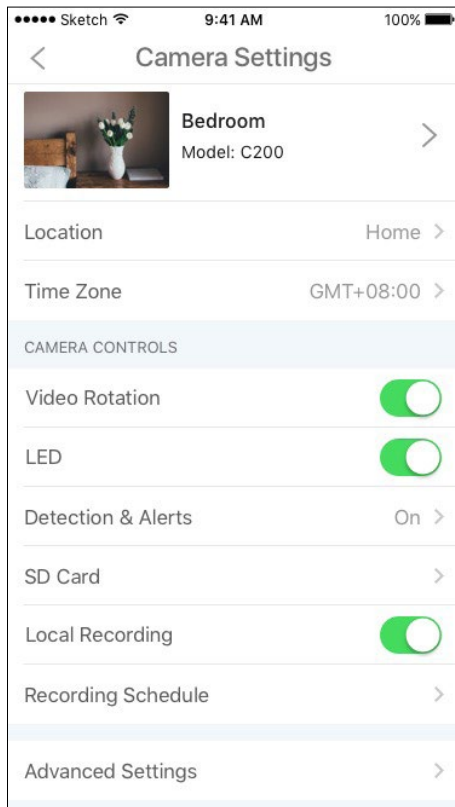 Sketch 9:41 AM 100%
Camera Settings
Bedroom
Model: C200
Location Home
Time Zone GMT+08:00
CAMERA CONTROLS
Video Rotation
LED
Detection & Alerts On
SD Card
Local Recording
Recording Schedule
Advanced Settings